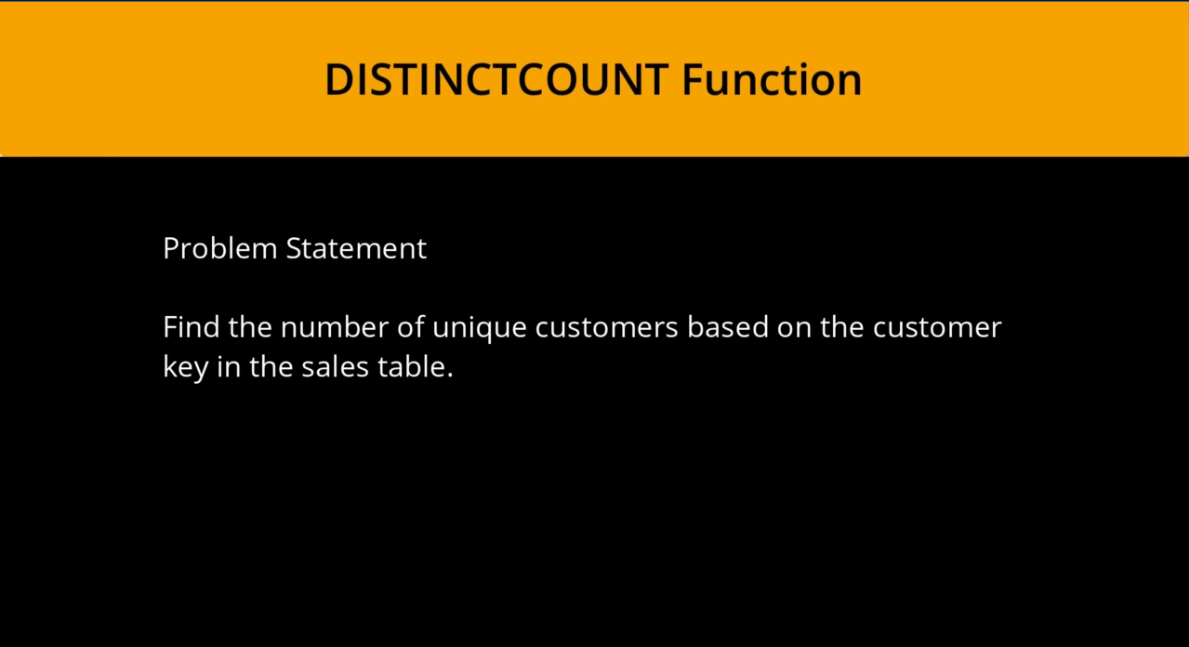 DISTINCTCOUNT Function
Problem Statement
Find the number of unique customers based on the customer
key in the sales table.